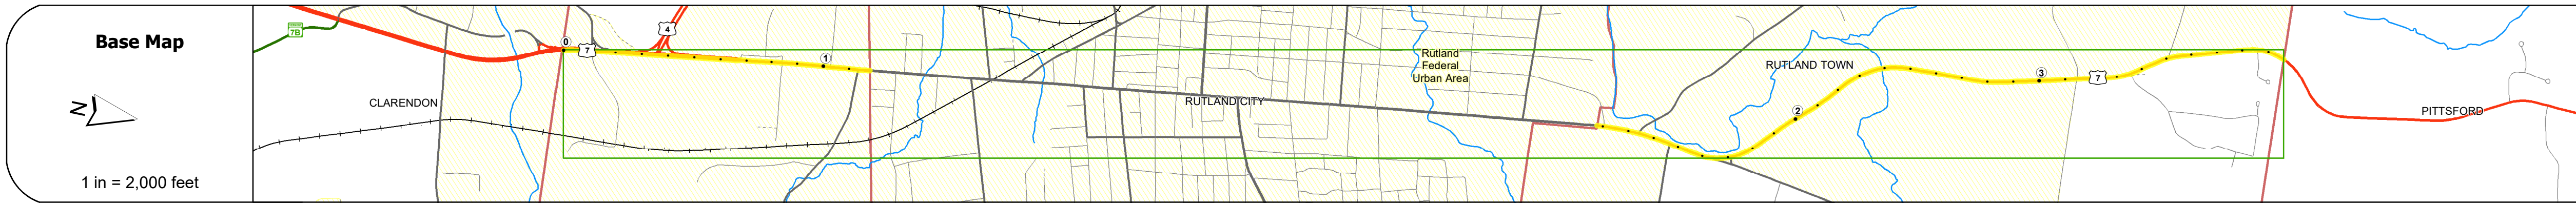 Base Map
N
1 in = 2,000 feet
7B
CLARENDON
0
7
4
1
RUTLAND CITY
Rutland
Federal
Urban Area
RUTLAND TOWN
2
3
7
PITTSFORD